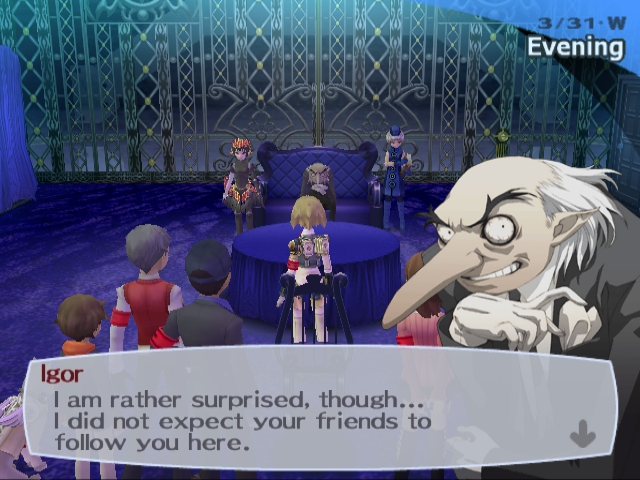 3/31・W
Evening
Igor
I am rather surprised, though...
I did not expect your friends to
follow you here.